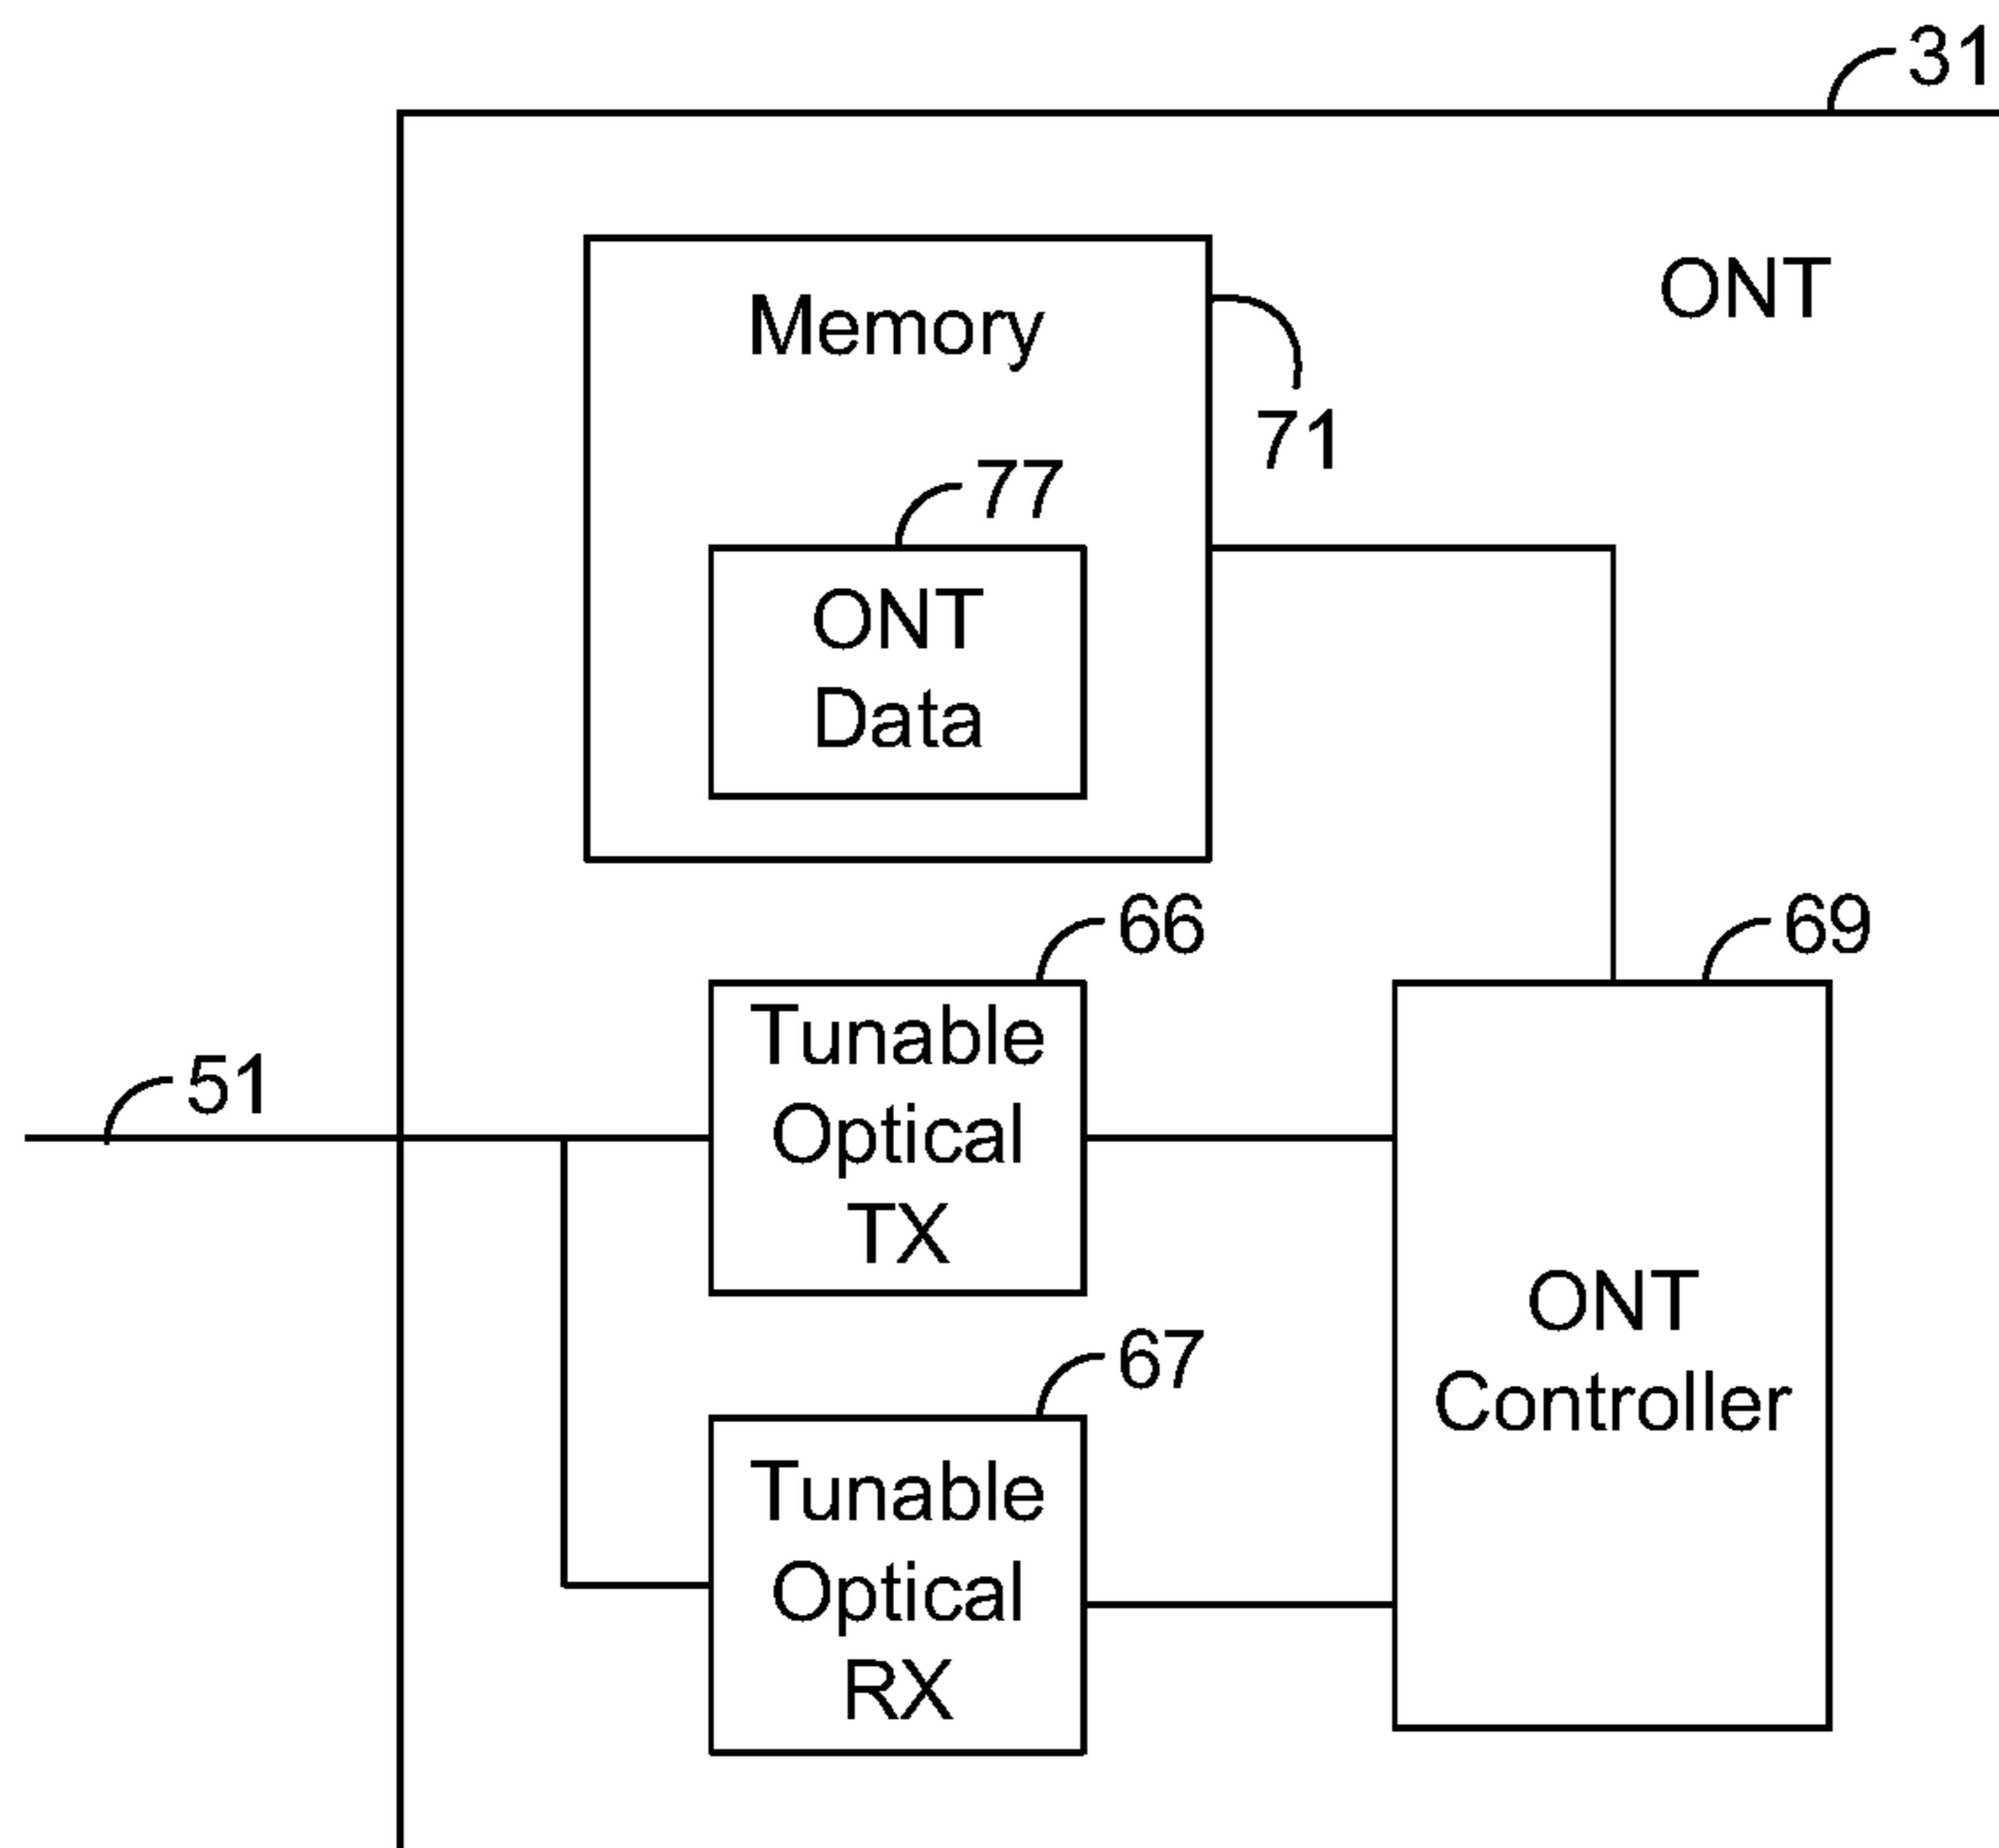 31
ONT
Memory
71
77
ONT
Data
66
69
Tunable
Optical
TX
51
ONT
Controller
67
Tunable
Optical
RX